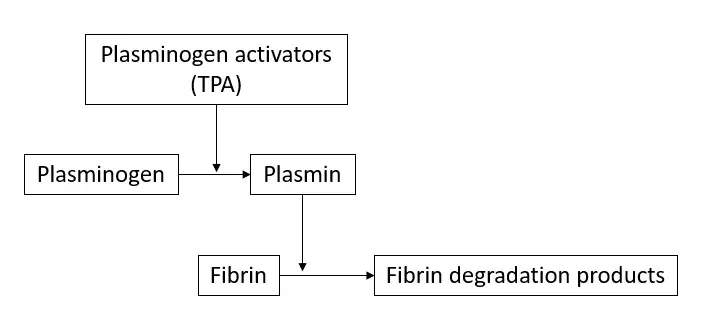 Plasminogen activators
(TPA)
Plasminogen
Plasmin
Fibrin
Fibrin degradation products